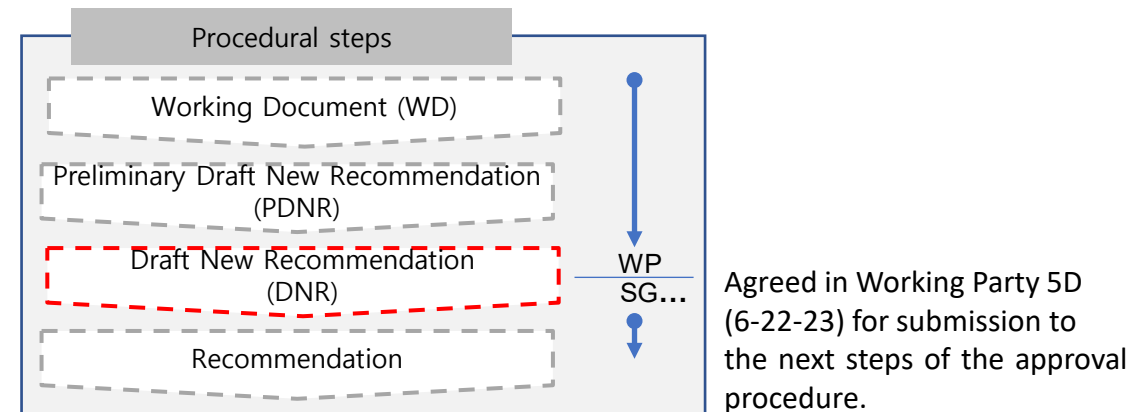 Procedural steps
Working Document (WD)
Preliminary Draft New Recommendation
(PDNR)
Draft New Recommendation
(DNR)
WP
SG...
Recommendation
Agreed in Working Party 5D
(6-22-23) for submission to
the next steps of the approval
procedure.